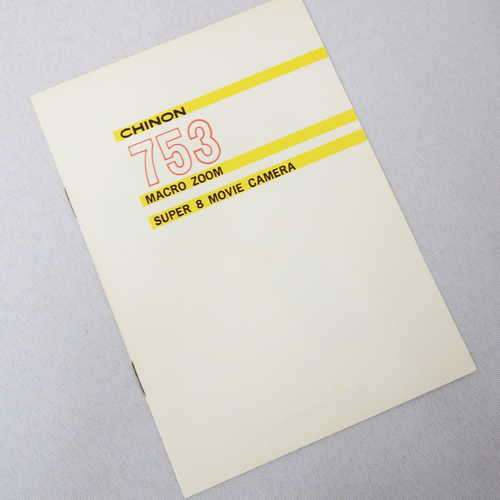 CHINON
753
MACRO ZOOM
SUPER 8 MOVIE CAMERA